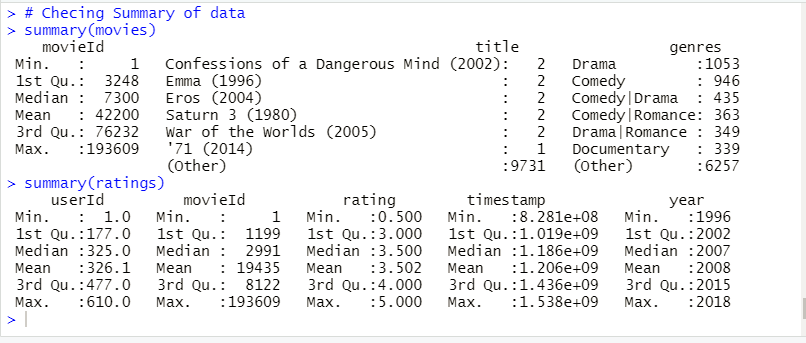 > # Checing Summary of data
> summary(movies)
    movieId                                              title               genres
 Min.   :     1   Confessions of a Dangerous Mind (2002):   2   Drama         :1053
 1st Qu.:  3248   Emma (1996)                           :   2   Comedy        : 946
 Median :  7300   Eros (2004)                           :   2   Comedy|Drama  : 435
 Mean   : 42200   Saturn 3 (1980)                       :   2   Comedy|Romance: 363
 3rd Qu.: 76232   War of the Worlds (2005)              :   2   Drama|Romance : 349
 Max.   :193609   '71 (2014)                            :   1   Documentary   : 339
                  (Other)                               :9731   (Other)       :6257
> summary(ratings)
     userId         movieId           rating        timestamp              year
 Min.   :  1.0   Min.   :     1   Min.   :0.500   Min.   :8.281e+08   Min.   :1996
 1st Qu.:177.0   1st Qu.:  1199   1st Qu.:3.000   1st Qu.:1.019e+09   1st Qu.:2002
 Median :325.0   Median :  2991   Median :3.500   Median :1.186e+09   Median :2007
 Mean   :326.1   Mean   : 19435   Mean   :3.502   Mean   :1.206e+09   Mean   :2008
 3rd Qu.:477.0   3rd Qu.:  8122   3rd Qu.:4.000   3rd Qu.:1.436e+09   3rd Qu.:2015
 Max.   :610.0   Max.   :193609   Max.   :5.000   Max.   :1.538e+09   Max.   :2018
>